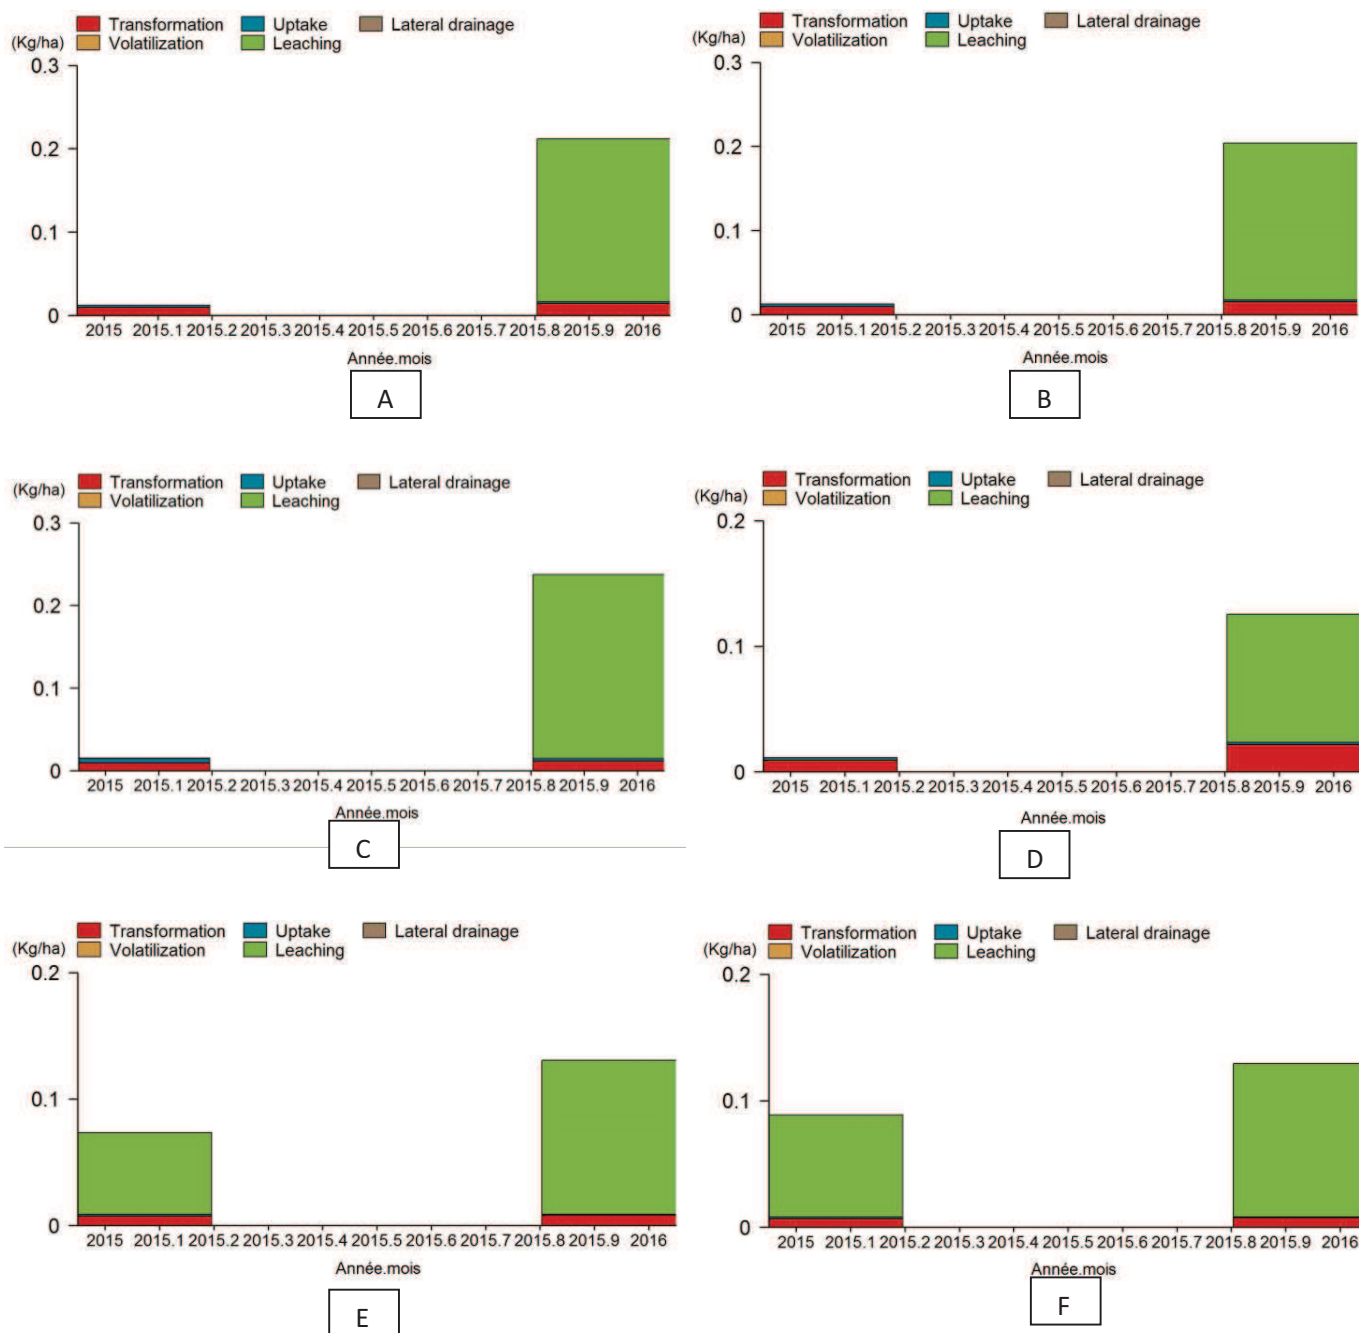 Transformation Uptake Lateral drainage
(Kg/ha) Volatilization Leaching
0.3
0.2
0.1
0
2015 2015.1 2015.2 2015.3 2015.4 2015.5 2015.6 2015.7 2015.8 2015.9 2016
Année.mois
A
Transformation Uptake Lateral drainage
(Kg/ha) Volatilization Leaching
0.3
0.2
0.1
0
2015 2015.1 2015.2 2015.3 2015.4 2015.5 2015.6 2015.7 2015.8 2015.9 2016
Année.mois
B
Transformation Uptake Lateral drainage
(Kg/ha) Volatilization Leaching
0.3
0.2
0.1
0
2015 2015.1 2015.2 2015.3 2015.4 2015.5 2015.6 2015.7 2015.8 2015.9 2016
Année.mois
C
Transformation Uptake Lateral drainage
(Kg/ha) Volatilization Leaching
0.2
0.1
0
2015 2015.1 2015.2 2015.3 2015.4 2015.5 2015.6 2015.7 2015.8 2015.9 2016
Année.mois
D
Transformation Uptake Lateral drainage
(Kg/ha) Volatilization Leaching
0.2
0.1
0
2015 2015.1 2015.2 2015.3 2015.4 2015.5 2015.6 2015.7 2015.8 2015.9 2016
Année.mois
E
Transformation Uptake Lateral drainage
(Kg/ha) Volatilization Leaching
0.2
0.1
0
2015 2015.1 2015.2 2015.3 2015.4 2015.5 2015.6 2015.7 2015.8 2015.9 2016
Année.mois
F